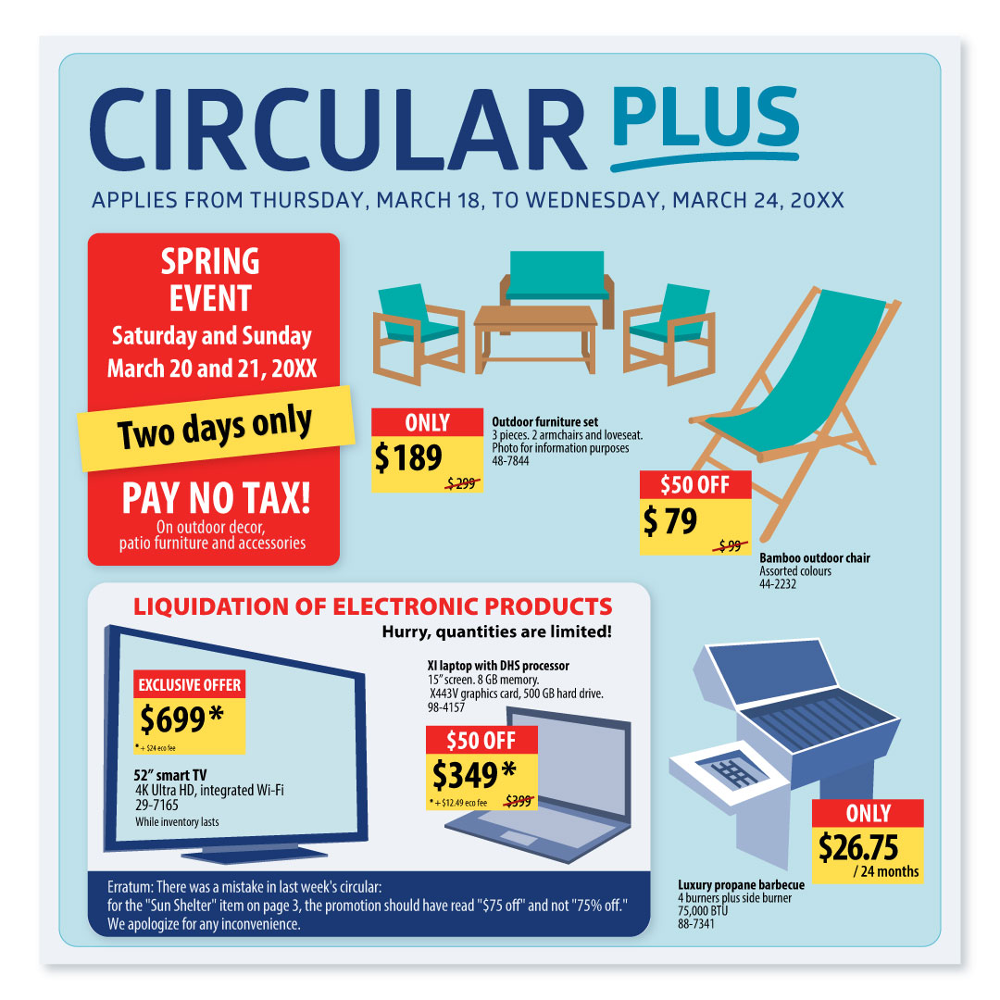 CIRCULAR PLUS
APPLIES FROM THURSDAY, MARCH 18, TO WEDNESDAY, MARCH 24, 20XX
SPRING
EVENT
Saturday and Sunday
March 20 and 21, 20XX
Two days only
PAY NO TAX!
On outdoor decor,
patio furniture and accessories
ONLY
$189
$299
Outdoor furniture set
3 pieces. 2 armchairs and loveseat.
Photo for information purposes
48-7844
$50 OFF
$79
$99
Bamboo outdoor chair
Assorted colours
44-2232
LIQUIDATION OF ELECTRONIC PRODUCTS
Hurry, quantities are limited!
EXCLUSIVE OFFER
$699*
* + $24 eco fee
52” smart TV
4K Ultra HD, integrated Wi-Fi
29-7165
While inventory lasts
XI laptop with DHS processor
15” screen. 8 GB memory.
X443V graphics card, 500 GB hard drive.
98-4157
$50 OFF
$349*
* + $12.49 eco fee $399
Erratum: There was a mistake in last week's circular:
for the "Sun Shelter" item on page 3, the promotion should have read "$75 off" and not "75% off."
We apologize for any inconvenience.
ONLY
$26.75
/ 24 months
Luxury propane barbecue
4 burners plus side burner
75,000 BTU
88-7341